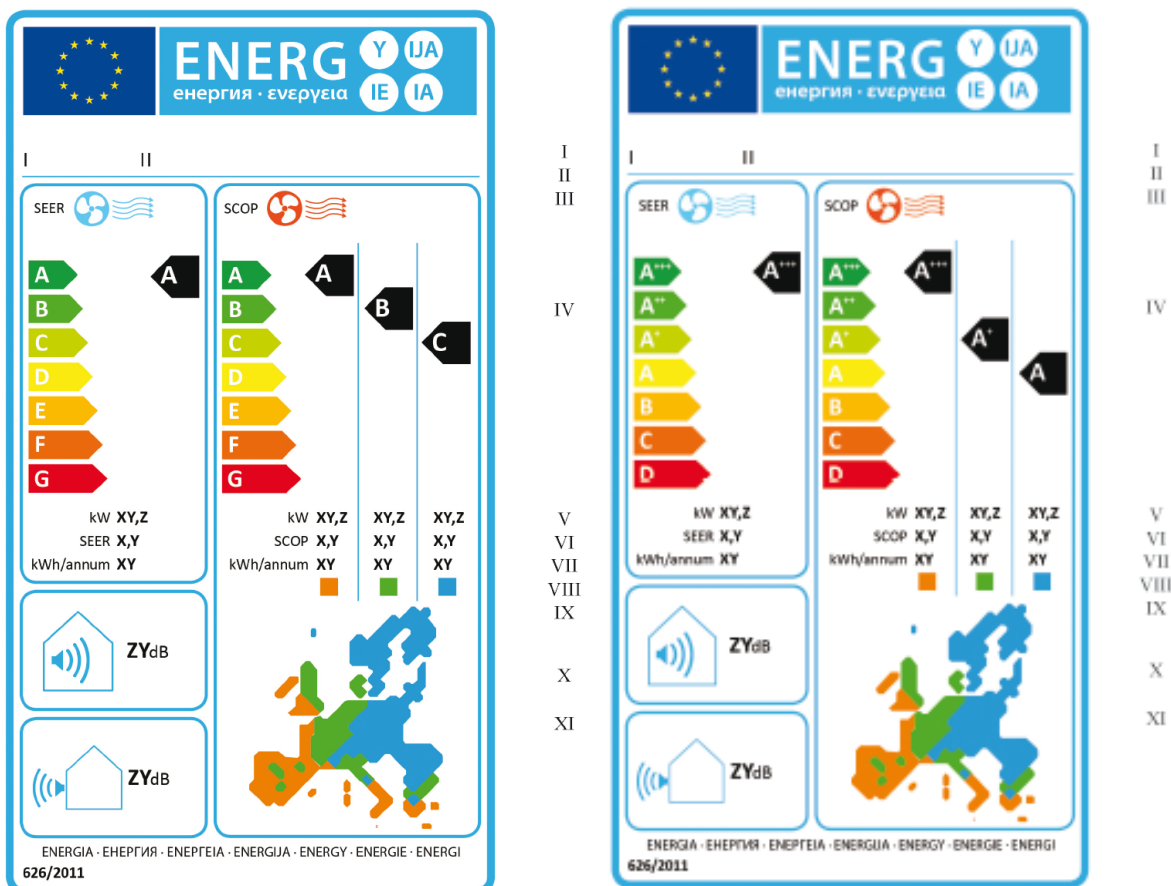 ENERG Y IJA
енергия · ενεργεια IE IA
I II
SEER
SCOP
A A
B
C
D
E
F
G
A A
B B
C C
D
E
F
G
kW XY,Z
SEER X,Y
kWh/annum XY
kW XY,Z XY,Z XY,Z
SCOP X,Y X,Y X,Y
kWh/annum XY XY XY
ZYdB
ZYdB
ENERGIA · ЕНЕРГИЯ · ΕΝΕΡΓΕΙΑ · ENERGIJA · ENERGY · ENERGIE · ENERGI
626/2011
I
II
III
IV
V
VI
VII
VIII
IX
X
XI
ENERG Y IJA
енергия · ενεργεια IE IA
I II
SEER
SCOP
A+++ A+++
A++
A+
A
B
C
D
A+++ A+++
A++
A+ A+
A A
B
C
D
kW XY,Z
SEER X,Y
kWh/annum XY
kW XY,Z XY,Z XY,Z
SCOP X,Y X,Y X,Y
kWh/annum XY XY XY
ZYdB
ZYdB
ENERGIA · ЕНЕРГИЯ · ΕΝΕΡΓΕΙΑ · ENERGIJA · ENERGY · ENERGIE · ENERGI
626/2011
I
II
III
IV
V
VI
VII
VIII
IX
X
XI